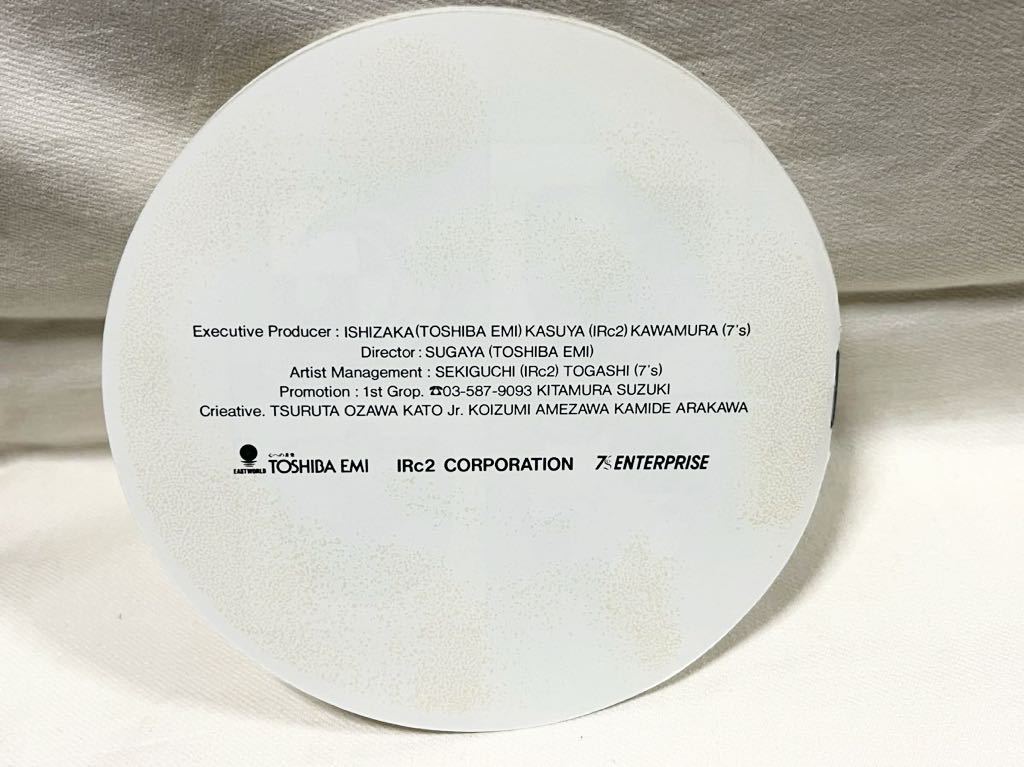 Executive Producer : ISHIZAKA (TOSHIBA EMI) KASUYA (IRc2) KAWAMURA (7's)
Director : SUGAYA (TOSHIBA EMI)
Artist Management : SEKIGUCHI (IRc2) TOGASHI (7's)
Promotion : 1st Grop. ☎03-587-9093 KITAMURA SUZUKI
Crieative. TSURUTA OZAWA KATO Jr. KOIZUMI AMEZAWA KAMIDE ARAKAWA
EASTWORLD TOSHIBA EMI IRc2 CORPORATION 7's ENTERPRISE